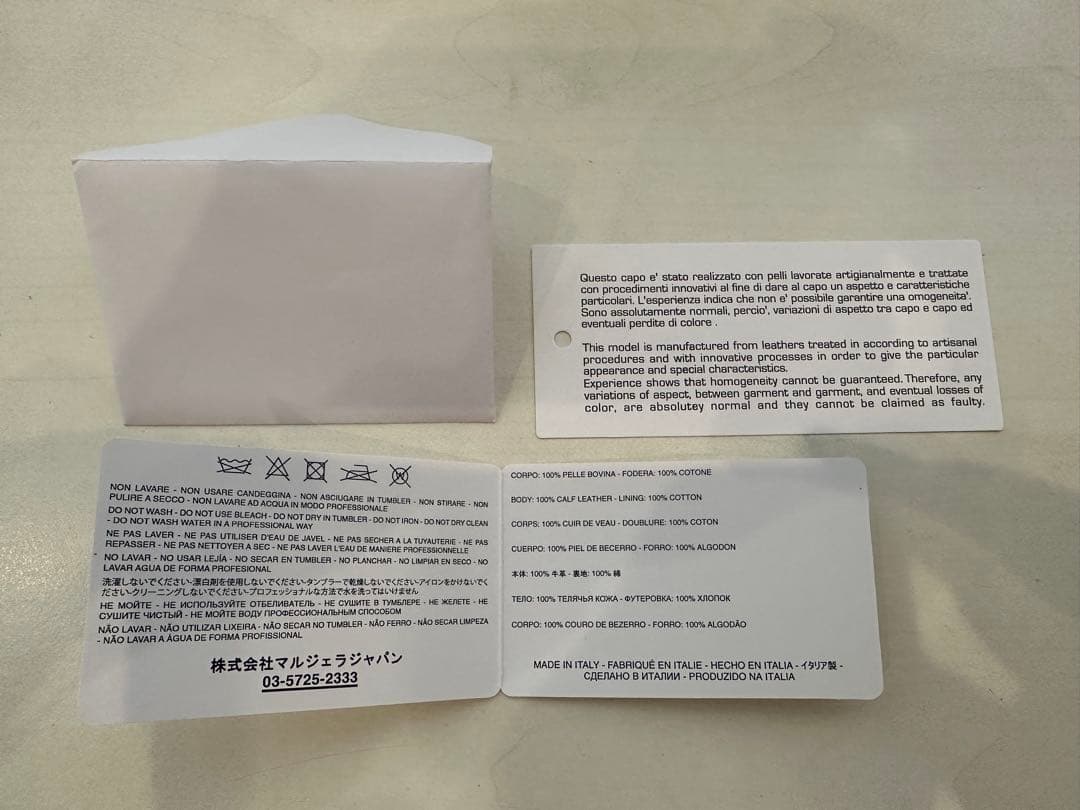 Questo capo e' stato realizzato con pelli lavorate artigianalmente e trattate
con procedimenti innovativi al fine di dare al capo un aspetto e caratteristiche
particolari. L'esperienza indica che non e' possibile garantire una omogeneita'.
Sono assolutamente normali, percio', variazioni di aspetto tra capo e capo ed
eventuali perdite di colore .
This model is manufactured from leathers treated in according to artisanal
procedures and with innovative processes in order to give the particular
appearance and special characteristics.
Experience shows that homogeneity cannot be guaranteed. Therefore, any
variations of aspect, between garment and garment, and eventual losses of
color, are absolutey normal and they cannot be claimed as faulty.
NON LAVARE - NON USARE CANDEGGINA - NON ASCIUGARE IN TUMBLER - NON STIRARE - NON
PULIRE A SECCO - NON LAVARE AD ACQUA IN MODO PROFESSIONALE
DO NOT WASH - DO NOT USE BLEACH - DO NOT DRY IN TUMBLER - DO NOT IRON - DO NOT DRY CLEAN
- DO NOT WASH WATER IN A PROFESSIONAL WAY
NE PAS LAVER - NE PAS UTILISER D'EAU DE JAVEL - NE PAS SECHER A LA TUYAUTERIE - NE PAS
REPASSER - NE PAS NETTOYER A SEC - NE PAS LAVER L'EAU DE MANIERE PROFESSIONNELLE
NO LAVAR - NO USAR LEJÍA - NO SECAR EN TUMBLER - NO PLANCHAR - NO LIMPIAR EN SECO - NO
LAVAR AGUA DE FORMA PROFESIONAL
洗濯しないでください-漂白剤を使用しないでください-タンブラーで乾燥しないでください-アイロンをかけないでく
ださい-クリーニングしないでください-プロフェッショナルな方法で水を洗ってはいけません
НЕ МОЙТЕ - НЕ ИСПОЛЬЗУЙТЕ ОТБЕЛИВАТЕЛЬ - НЕ СУШИТЕ В ТУМБЛЕРЕ - НЕ ЖЕЛЕТЕ - НЕ
СУШИТЕ ЧИСТЫЙ - НЕ МОЙТЕ ВОДУ ПРОФЕССИОНАЛЬНЫМ СПОСОБОМ
NÃO LAVAR - NÃO UTILIZAR LIXEIRA - NÃO SECAR NO TUMBLER - NÃO FERRO - NÃO SECAR LIMPEZA
- NÃO LAVAR A ÁGUA DE FORMA PROFISSIONAL
株式会社マルジェラジャパン
03-5725-2333
CORPO: 100% PELLE BOVINA - FODERA: 100% COTONE
BODY: 100% CALF LEATHER - LINING: 100% COTTON
CORPS: 100% CUIR DE VEAU - DOUBLURE: 100% COTON
CUERPO: 100% PIEL DE BECERRO - FORRO: 100% ALGODON
本体: 100% 牛革 - 裏地: 100% 綿
ТЕЛО: 100% ТЕЛЯЧЬЯ КОЖА - ФУТЕРОВКА: 100% ХЛОПОК
CORPO: 100% COURO DE BEZERRO - FORRO: 100% ALGODÃO
MADE IN ITALY - FABRIQUÉ EN ITALIE - HECHO EN ITALIA - イタリア製 -
СДЕЛАНО В ИТАЛИИ - PRODUZIDO NA ITALIA